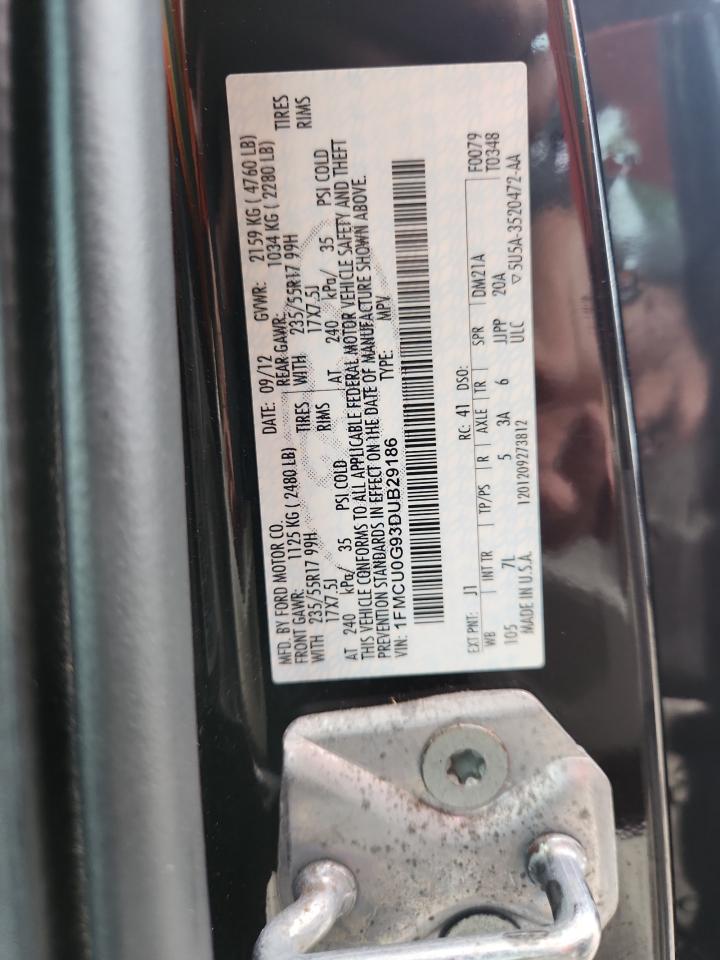 MFD. BY FORD MOTOR CO. DATE: 09/12 GVWR: 2159 KG ( 4760 LB)
FRONT GAWR: 1125 KG ( 2480 LB) REAR GAWR: 1034 KG ( 2280 LB)
WITH 235/55R17 99H TIRES WITH 235/55R17 99H TIRES
17X7.5J RIMS 17X7.5J RIMS
AT 240 kPa/ 35 PSI COLD AT 240 kPa/ 35 PSI COLD
THIS VEHICLE CONFORMS TO ALL APPLICABLE FEDERAL MOTOR VEHICLE SAFETY AND THEFT
PREVENTION STANDARDS IN EFFECT ON THE DATE OF MANUFACTURE SHOWN ABOVE.
VIN: 1FMCU0G93DUB29186 TYPE: MPV
EXT PNT: J1 RC: 41 DSO: F0079
WB INT TR TP/PS R AXLE TR SPR DM21A T0348
105 7L 5 3A 6 JJPP 20A
MADE IN U.S.A. 1201209273812 ULC ▽5U5A-3520472-AA